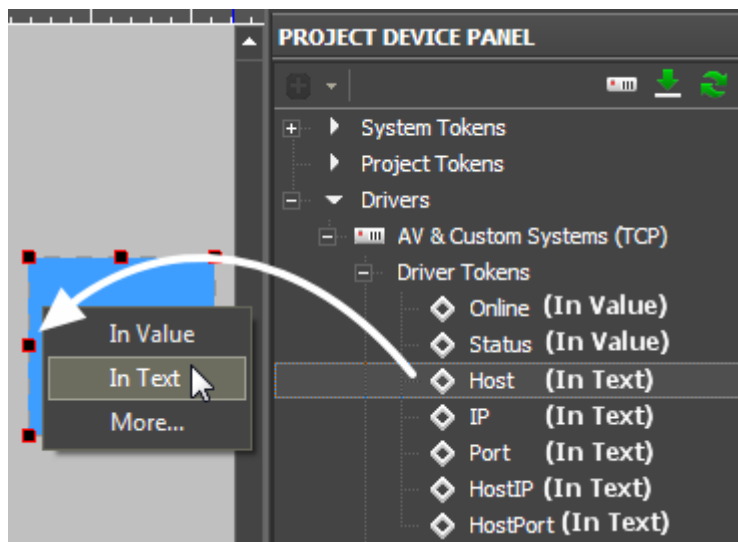 PROJECT DEVICE PANEL
System Tokens
Project Tokens
Drivers
AV & Custom Systems (TCP)
Driver Tokens
Online (In Value)
Status (In Value)
Host (In Text)
IP (In Text)
Port (In Text)
HostIP (In Text)
HostPort (In Text)
In Value
In Text
More...